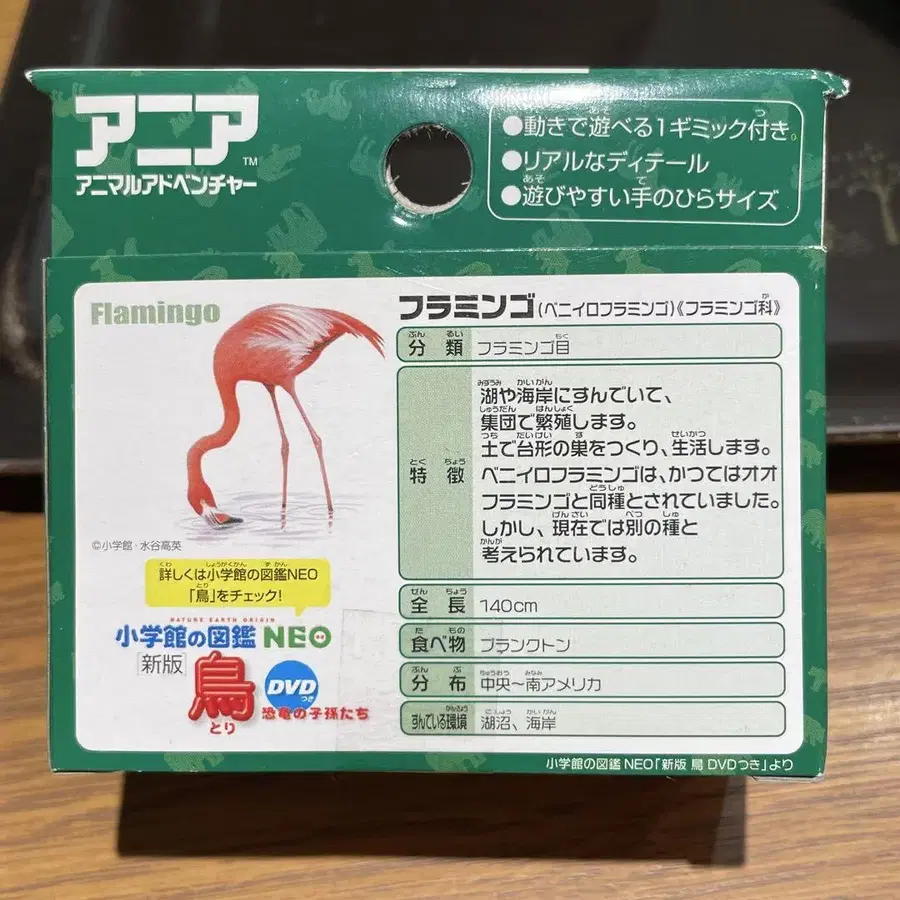 アニア™
アニマルアドベンチャー
●動きで遊べる1ギミック付き。
●リアルなディテール
●遊びやすい手のひらサイズ
Flamingo
©小学館・水谷高英
詳しくは小学館の図鑑NEO
「鳥」をチェック!
NATURE EARTH ORIGIN
小学館の図鑑 NEO
[新版]
鳥
とり
DVDつき
恐竜の子孫たち
フラミンゴ(ベニイロフラミンゴ)《フラミンゴ科》
分類 フラミンゴ目
特徴
湖や海岸にすんでいて、
集団で繁殖します。
土で台形の巣をつくり、生活します。
ベニイロフラミンゴは、かつてはオオ
フラミンゴと同種とされていました。
しかし、現在では別の種と
考えられています。
全長 140cm
食べ物 プランクトン
分布 中央~南アメリカ
すんでいる環境 湖沼、海岸
小学館の図鑑 NEO「新版 鳥 DVDつき」より